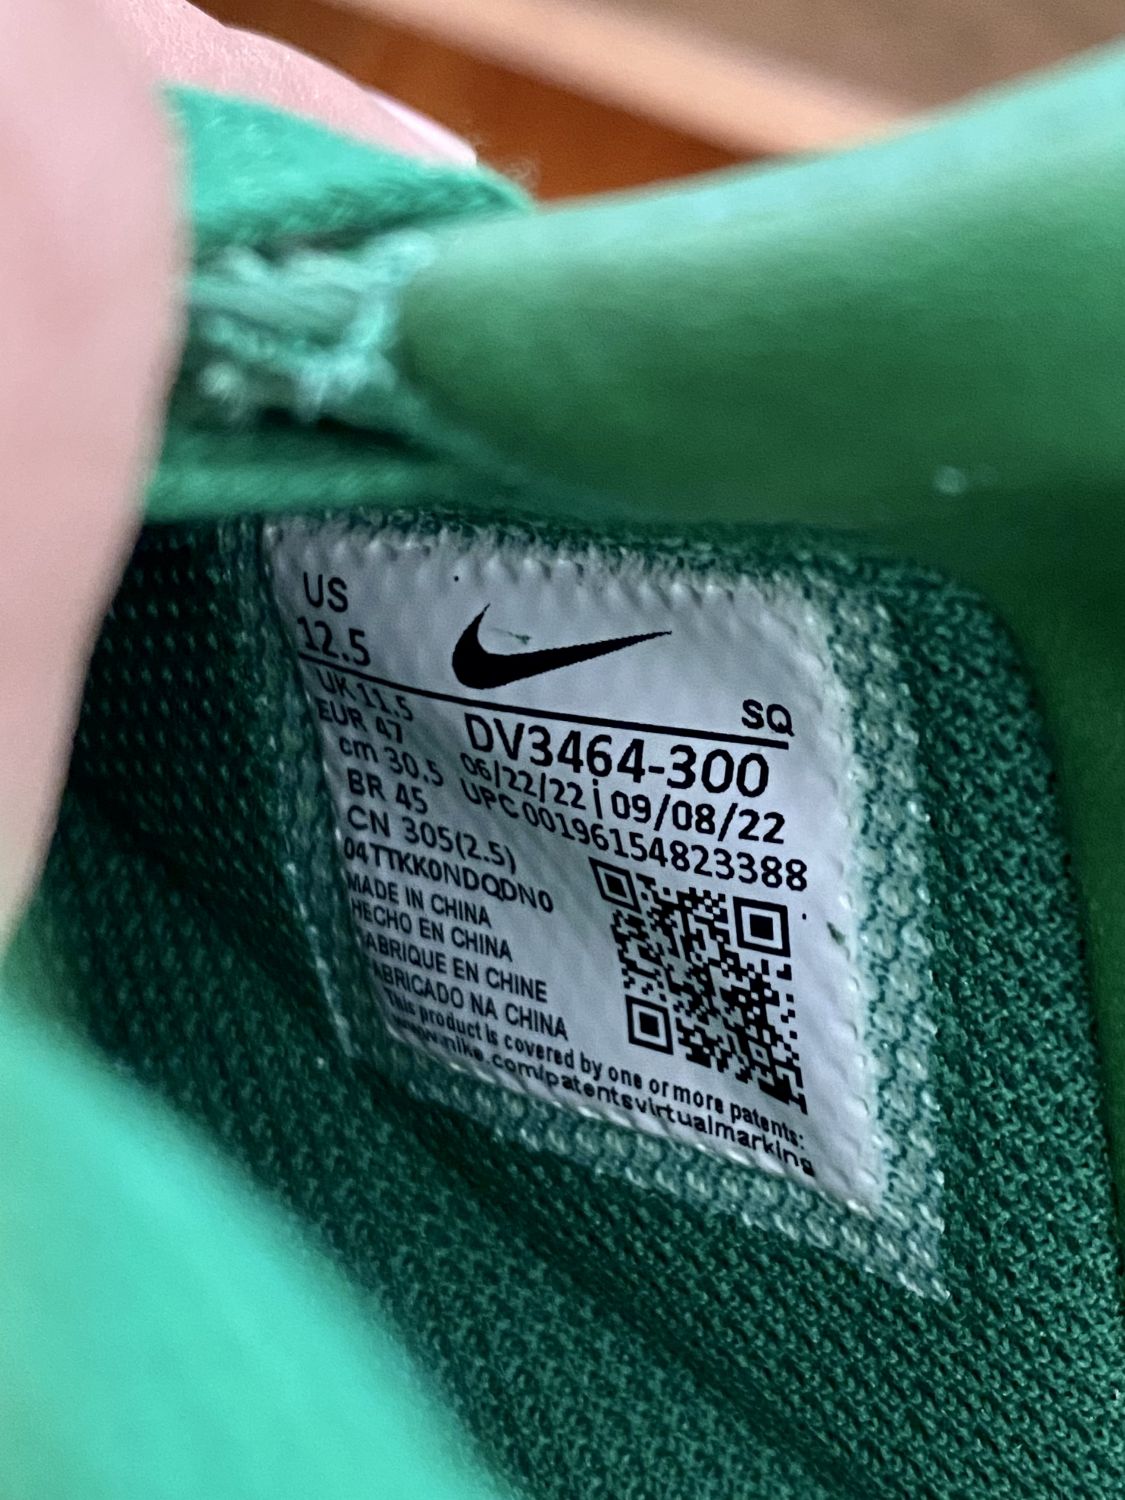 US
12.5
SQ
UK 11.5
EUR 47
cm 30.5
BR 45
CN 305(2.5)
04TTKK0NDQDN0
DV3464-300
06/22/22 | 09/08/22
UPC 00196154823388
MADE IN CHINA
HECHO EN CHINA
FABRIQUE EN CHINE
FABRICADO NA CHINA
This product is covered by one or more patents:
www.nike.com/patentsvirtualmarking